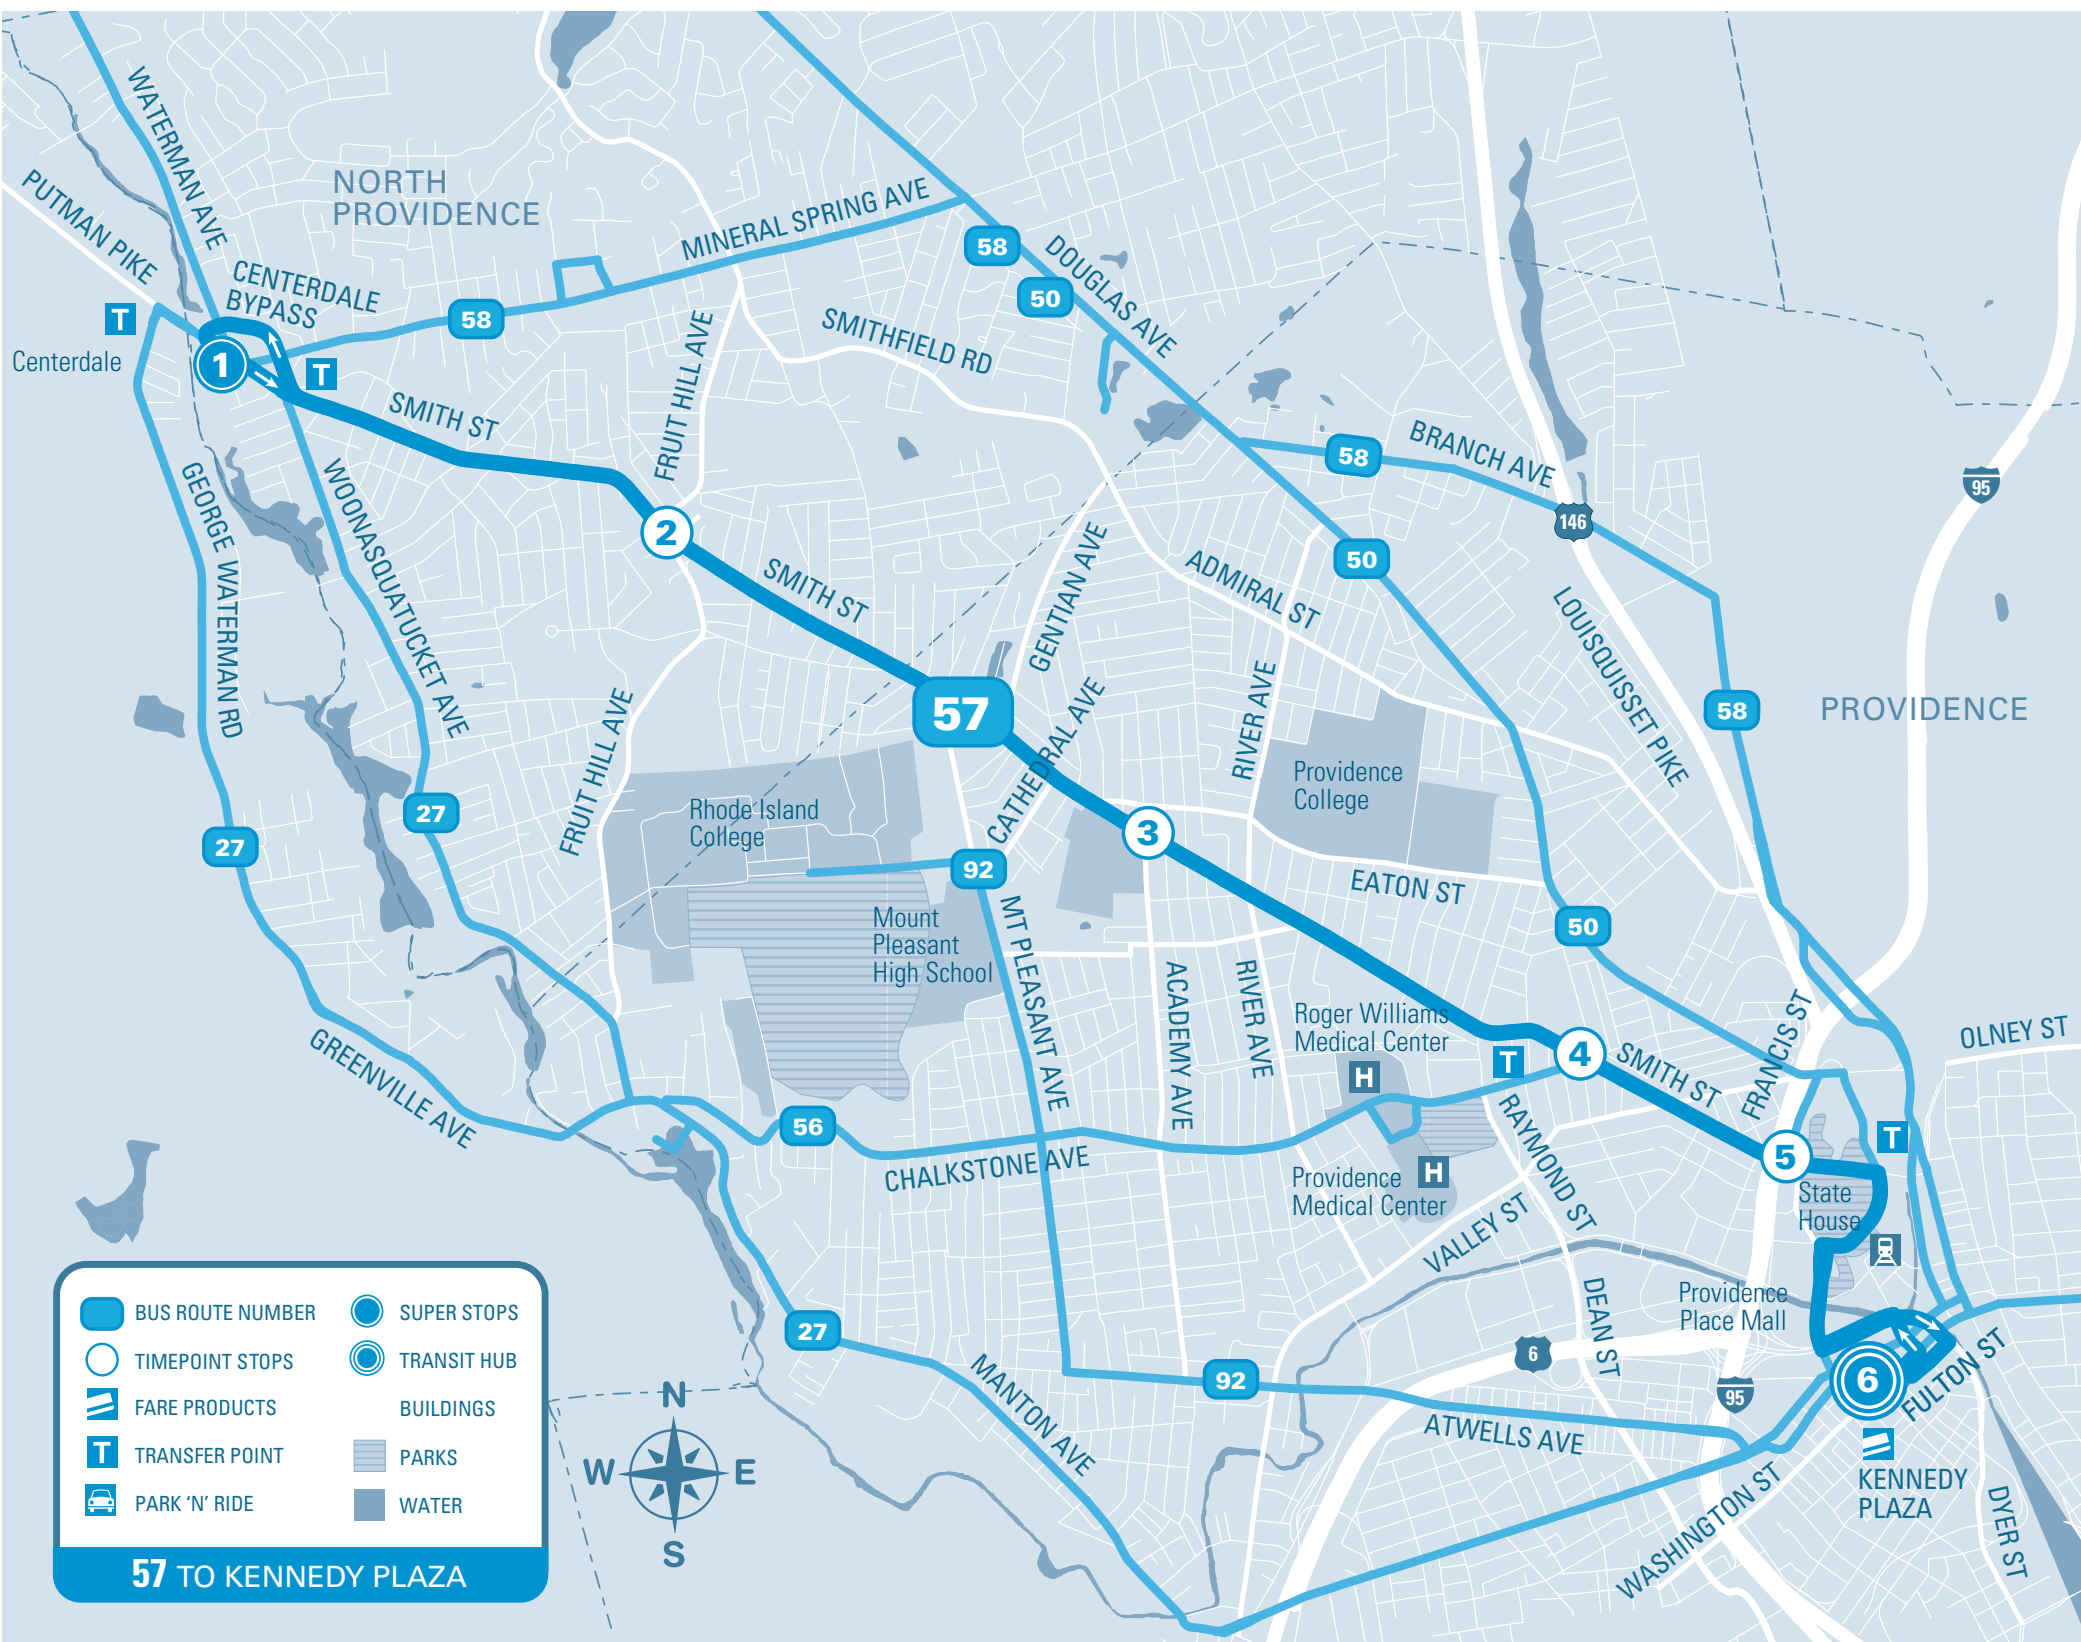 WATERMAN AVE
PUTMAN PIKE
NORTH
PROVIDENCE
CENTERDALE
BYPASS
MINERAL SPRING AVE
58
58
50
DOUGLAS AVE
T
Centerdale
1
T
SMITH ST
FRUIT HILL AVE
SMITHFIELD RD
58
BRANCH AVE
95
146
GEORGE WATERMAN RD
WOONASQUATUCKET AVE
2
SMITH ST
GENTIAN AVE
ADMIRAL ST
50
LOUISQUISSET PIKE
57
CATHEDRAL AVE
RIVER AVE
58
PROVIDENCE
FRUIT HILL AVE
Providence
College
Rhode Island
College
27
27
3
92
EATON ST
50
Mount
Pleasant
High School
MT PLEASANT AVE
ACADEMY AVE
RIVER AVE
Roger Williams
Medical Center
H
T
4
SMITH ST
FRANCIS ST
OLNEY ST
GREENVILLE AVE
56
CHALKSTONE AVE
RAYMOND ST
T
5
Providence
Medical Center
H
State
House
VALLEY ST
DEAN ST
Providence
Place Mall
27
92
6
95
6
FULTON ST
MANTON AVE
ATWELLS AVE
WASHINGTON ST
KENNEDY
PLAZA
DYER ST
BUS ROUTE NUMBER
SUPER STOPS
TIMEPOINT STOPS
TRANSIT HUB
FARE PRODUCTS
BUILDINGS
T
TRANSFER POINT
PARKS
PARK ‘N’ RIDE
WATER
57 TO KENNEDY PLAZA
N
W
E
S